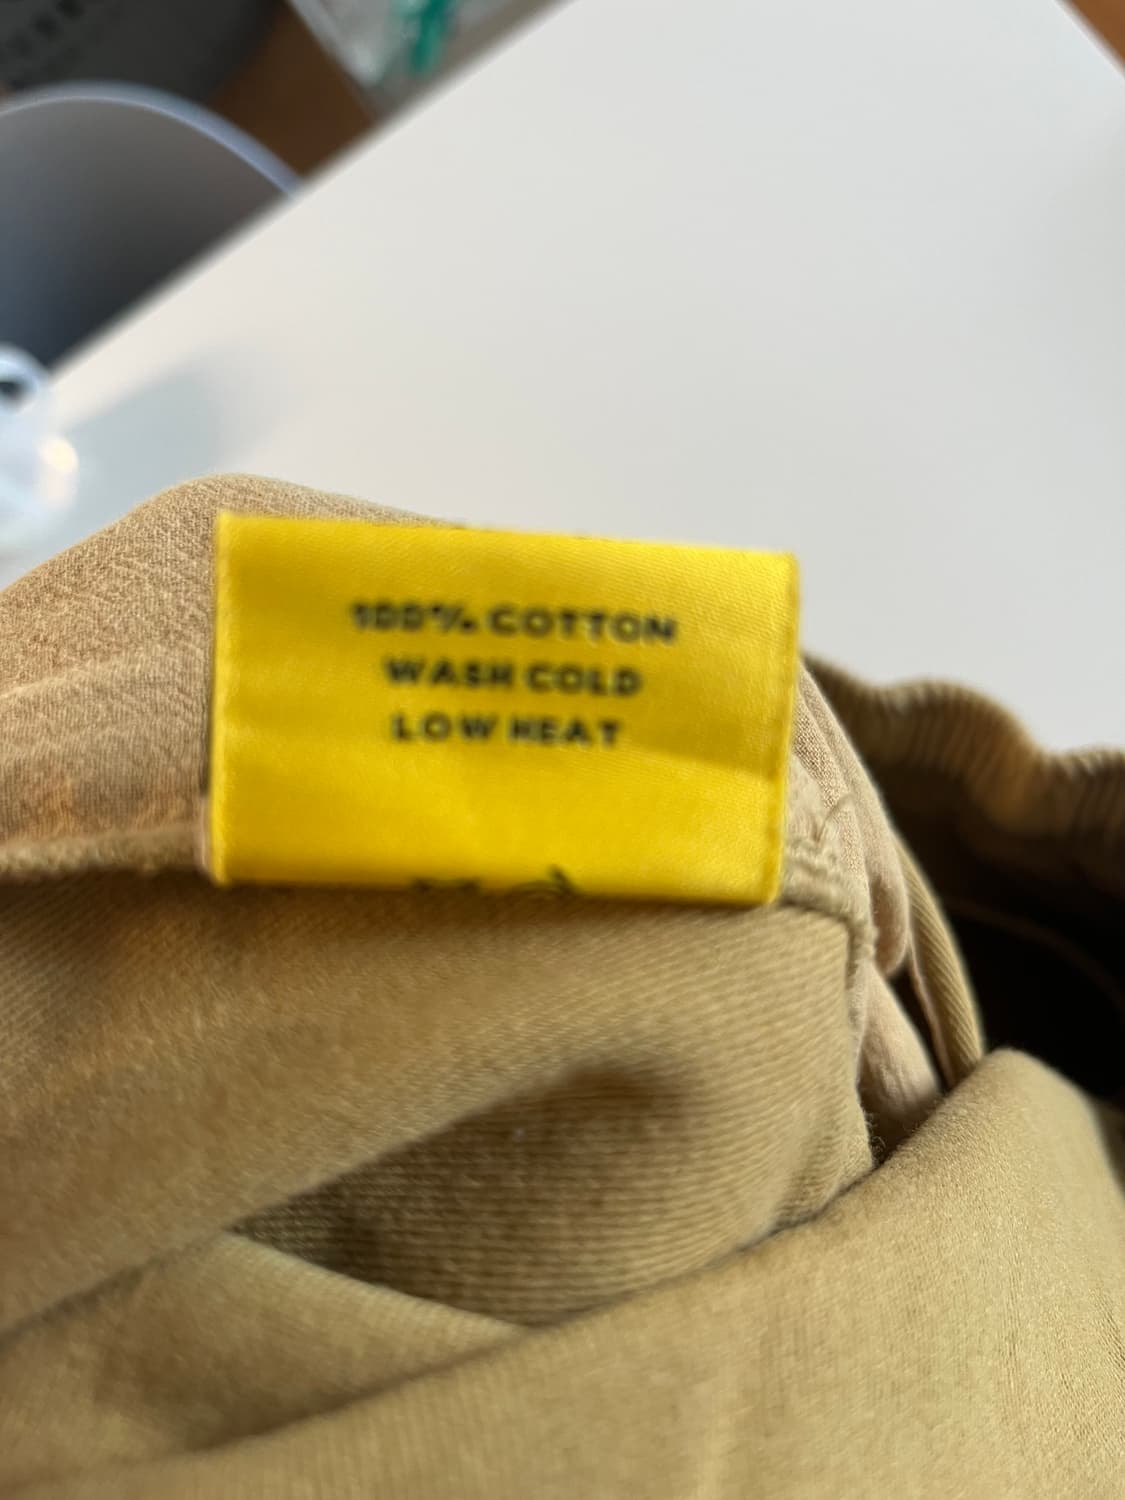 100% COTTON
WASH COLD
LOW HEAT